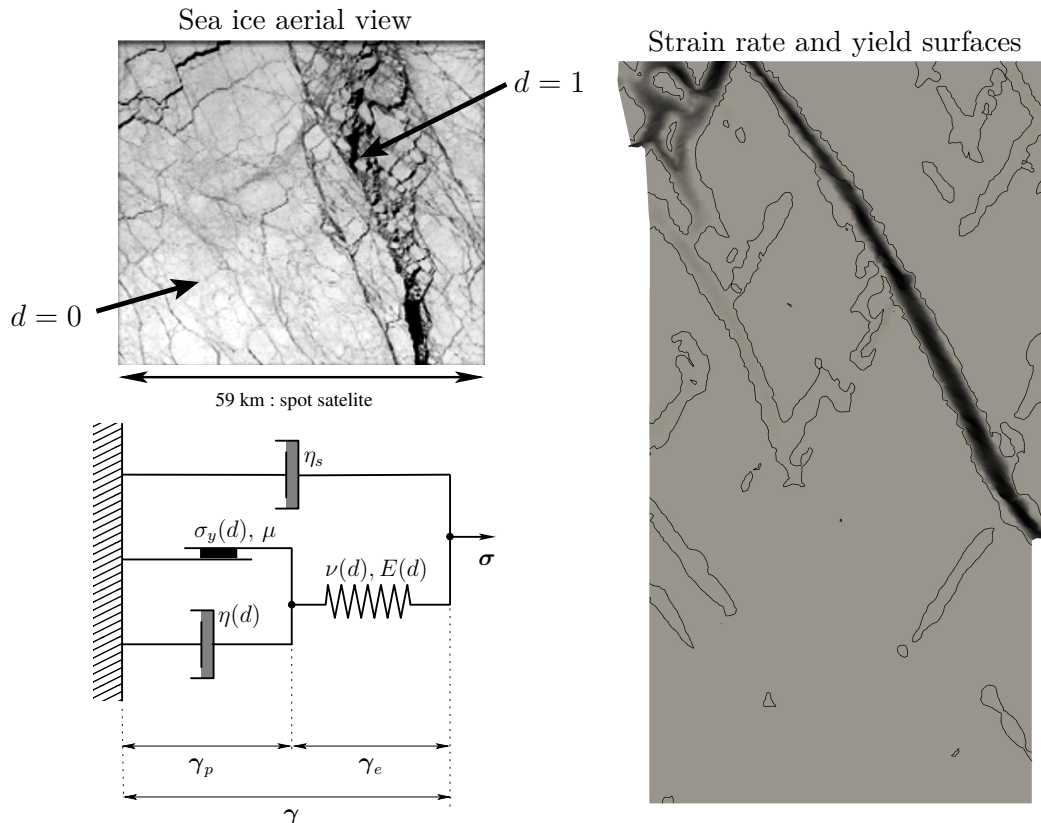 Sea ice aerial view
d = 1
d = 0
59 km : spot satelite
η_s
σ_y(d), μ
ν(d), E(d)
σ
η(d)
γ_p
γ_e
γ
Strain rate and yield surfaces